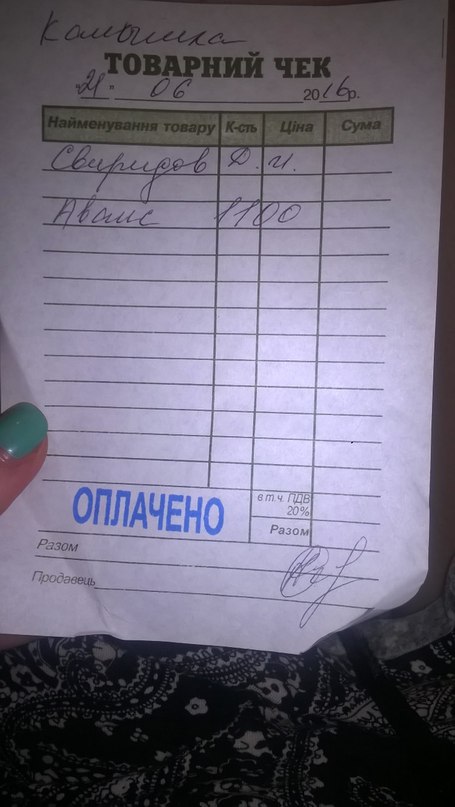 Камышка
ТОВАРНИЙ ЧЕК
21 " 06 2016р.
Найменування товару К-сть Ціна Сума
Свиридов Д. И.
Аванс 1100
в т.ч. ПДВ
20%
ОПЛАЧЕНО
Разом
Разом
Продавець